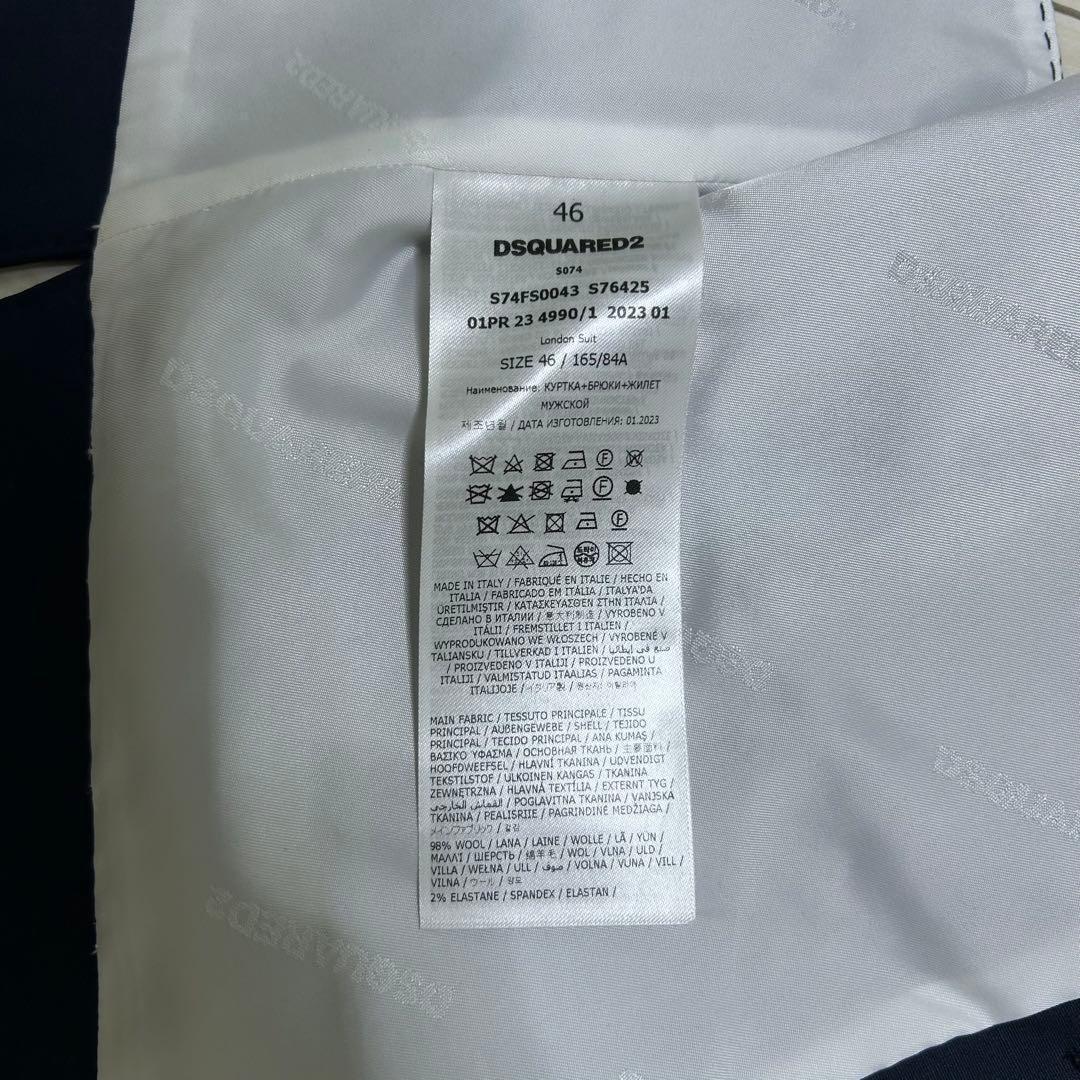 DSQUARED2
46
DSQUARED2
S074
S74FS0043 S76425
01PR 23 4990/1 2023 01
London Suit
SIZE 46 / 165/84A
Наименование: КУРТКА+БРЮКИ+ЖИЛЕТ
МУЖСКОЙ
제조년월 / ДАТА ИЗГОТОВЛЕНИЯ: 01.2023
MADE IN ITALY / FABRIQUÉ EN ITALIE / HECHO EN
ITALIA / FABRICADO EM ITÁLIA / ITALYA'DA
ÜRETILMIŞTIR / ΚΑΤΑΣΚΕΥΑΣΘΕΝ ΣΤΗΝ ΙΤΑΛΙΑ /
СДЕЛАНО В ИТАЛИИ / 意大利制造 / VYROBENO V
ITÁLII / FREMSTILLET I ITALIEN /
WYPRODUKOWANO WE WŁOSZECH / VYROBENÉ V
TALIANSKU / TILLVERKAD I ITALIEN / صنع في إيطاليا
/ PROIZVEDENO V ITALIJI / PROIZVEDENO U
ITALIJI / VALMISTATUD ITAALIAS / PAGAMINTA
ITALIJOJE / イタリア製 / 원산지: 이탈리아
MAIN FABRIC / TESSUTO PRINCIPALE / TISSU
PRINCIPAL / AUßENGEWEBE / SHELL / TEJIDO
PRINCIPAL / TECIDO PRINCIPAL / ANA KUMAŞ /
ΒΑΣΙΚΌ ΥΦΑΣΜΑ / ОСНОВНАЯ ТКАНЬ / 主要面料 /
HOOFDWEEFSEL / HLAVNÍ TKANINA / UDVENDIGT
TEKSTILSTOF / ULKOINEN KANGAS / TKANINA
ZEWNĘTRZNA / HLAVNÁ TEXTÍLIA / EXTERNT TYG /
القماش الخارجي / POGLAVITNA TKANINA / VANJSKA
TKANINA / PEALISRIIE / PAGRINDINĖ MEDŽIAGA /
メインファブリック / 겉감
98% WOOL / LANA / LAINE / WOLLE / LÃ / YÜN /
ΜΑΛΛΊ / ШЕРСТЬ / 绵羊毛 / WOL / VLNA / ULD /
VILLA / WEŁNA / ULL / صوف / VOLNA / VUNA / VILL /
VILNA / ウール / 양모
2% ELASTANE / SPANDEX / ELASTAN /
DSQUARED2